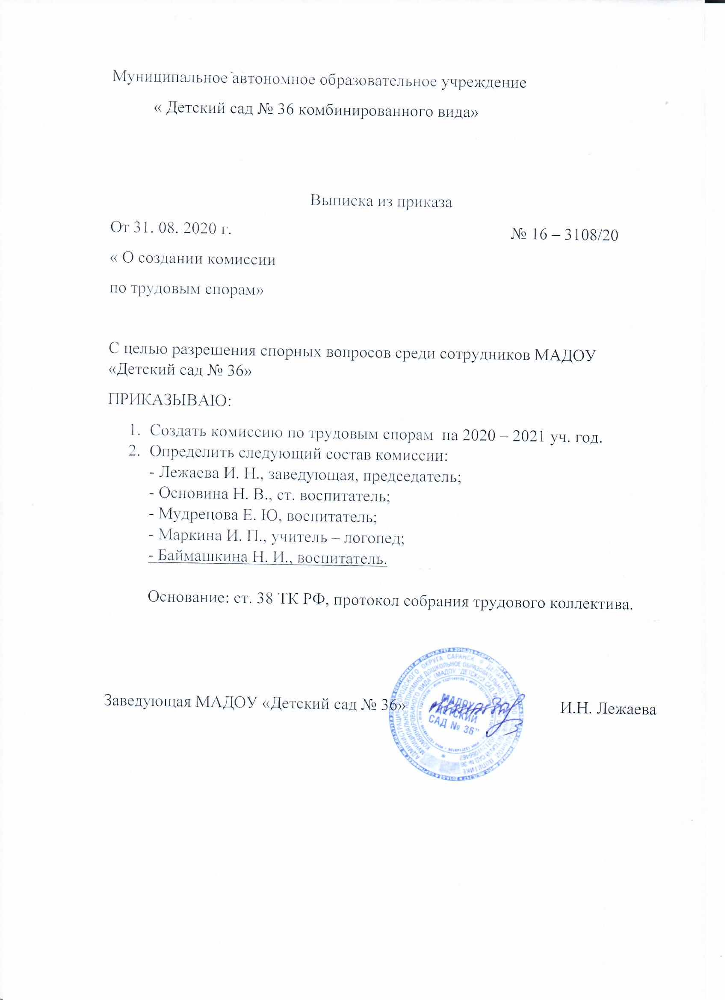 Муниципальное автономное образовательное учреждение
« Детский сад № 36 комбинированного вида»
Выписка из приказа
От 31. 08. 2020 г.
№ 16 – 3108/20
« О создании комиссии
по трудовым спорам»
С целью разрешения спорных вопросов среди сотрудников МАДОУ
«Детский сад № 36»
ПРИКАЗЫВАЮ:
1. Создать комиссию по трудовым спорам на 2020 – 2021 уч. год.
2. Определить следующий состав комиссии:
- Лежаева И. Н., заведующая, председатель;
- Основина Н. В., ст. воспитатель;
- Мудрецова Е. Ю, воспитатель;
- Маркина И. П., учитель – логопед;
- Баймашкина Н. И., воспитатель.
Основание: ст. 38 ТК РФ, протокол собрания трудового коллектива.
Заведующая МАДОУ «Детский сад № 36»
И.Н. Лежаева
ГОРОДСКОГО ОКРУГА САРАНСК
МАДОУ
ДЕТСКИЙ
САД № 36"